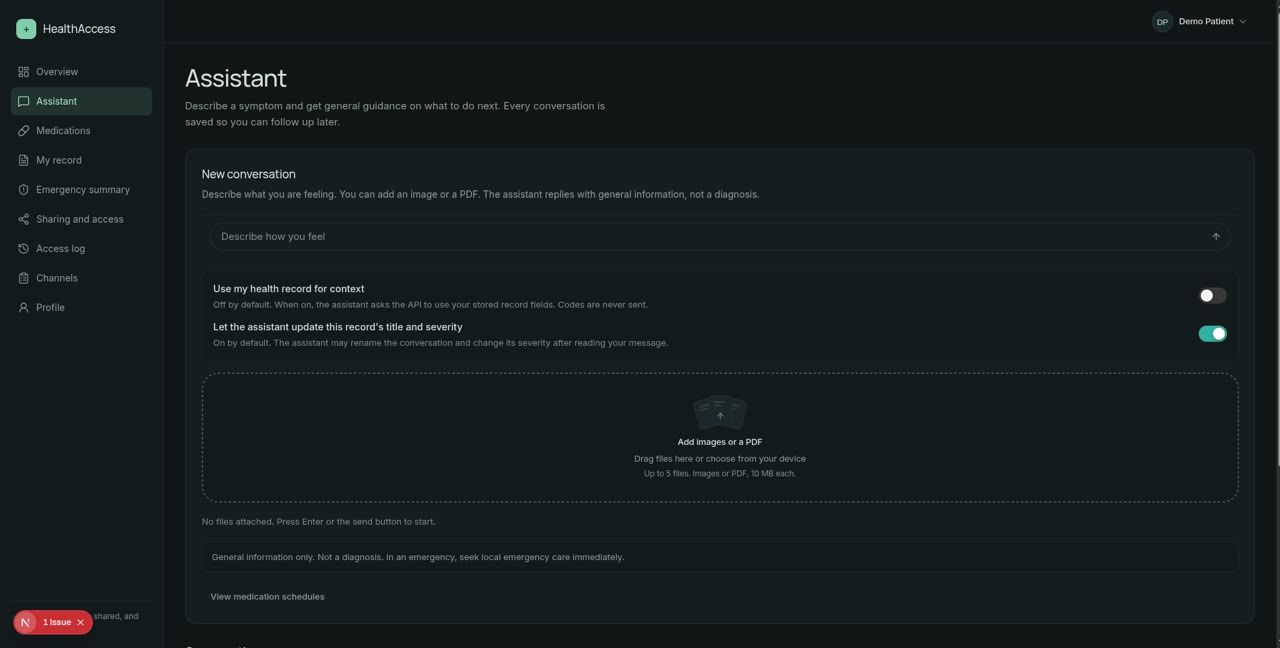 HealthAccess
DP
Demo Patient
Overview
Assistant
Medications
My record
Emergency summary
Sharing and access
Access log
Channels
Profile
Assistant
Describe a symptom and get general guidance on what to do next. Every conversation is
saved so you can follow up later.
New conversation
Describe what you are feeling. You can add an image or a PDF. The assistant replies with general information, not a diagnosis.
Describe how you feel
Use my health record for context
Off by default. When on, the assistant asks the API to use your stored record fields. Codes are never sent.
Let the assistant update this record's title and severity
On by default. The assistant may rename the conversation and change its severity after reading your message.
Add images or a PDF
Drag files here or choose from your device
Up to 5 files. Images or PDF, 10 MB each.
No files attached. Press Enter or the send button to start.
General information only. Not a diagnosis. In an emergency, seek local emergency care immediately.
View medication schedules
shared, and
N 1 Issue